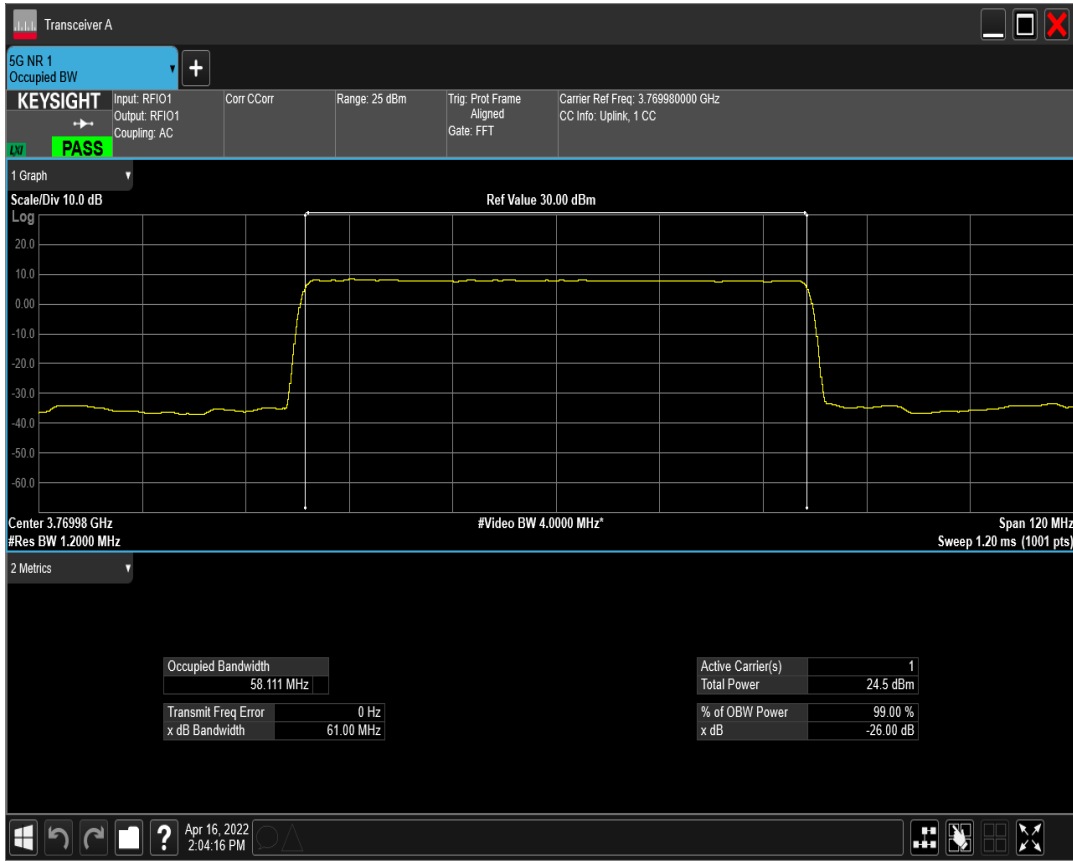 Transceiver A
5G NR 1
Occupied BW
KEYSIGHT
LXI
PASS
Input: RFIO1
Output: RFIO1
Coupling: AC
Corr CCorr
Range: 25 dBm
Trig: Prot Frame
Aligned
Gate: FFT
Carrier Ref Freq: 3.769980000 GHz
CC Info: Uplink, 1 CC
1 Graph
Scale/Div 10.0 dB
Ref Value 30.00 dBm
Log
20.0
10.0
0.00
-10.0
-20.0
-30.0
-40.0
-50.0
-60.0
Center 3.76998 GHz
#Video BW 4.0000 MHz*
Span 120 MHz
#Res BW 1.2000 MHz
Sweep 1.20 ms (1001 pts)
2 Metrics
Occupied Bandwidth
58.111 MHz
Transmit Freq Error 0 Hz
x dB Bandwidth 61.00 MHz
Active Carrier(s) 1
Total Power 24.5 dBm
% of OBW Power 99.00 %
x dB -26.00 dB
?
Apr 16, 2022
2:04:16 PM